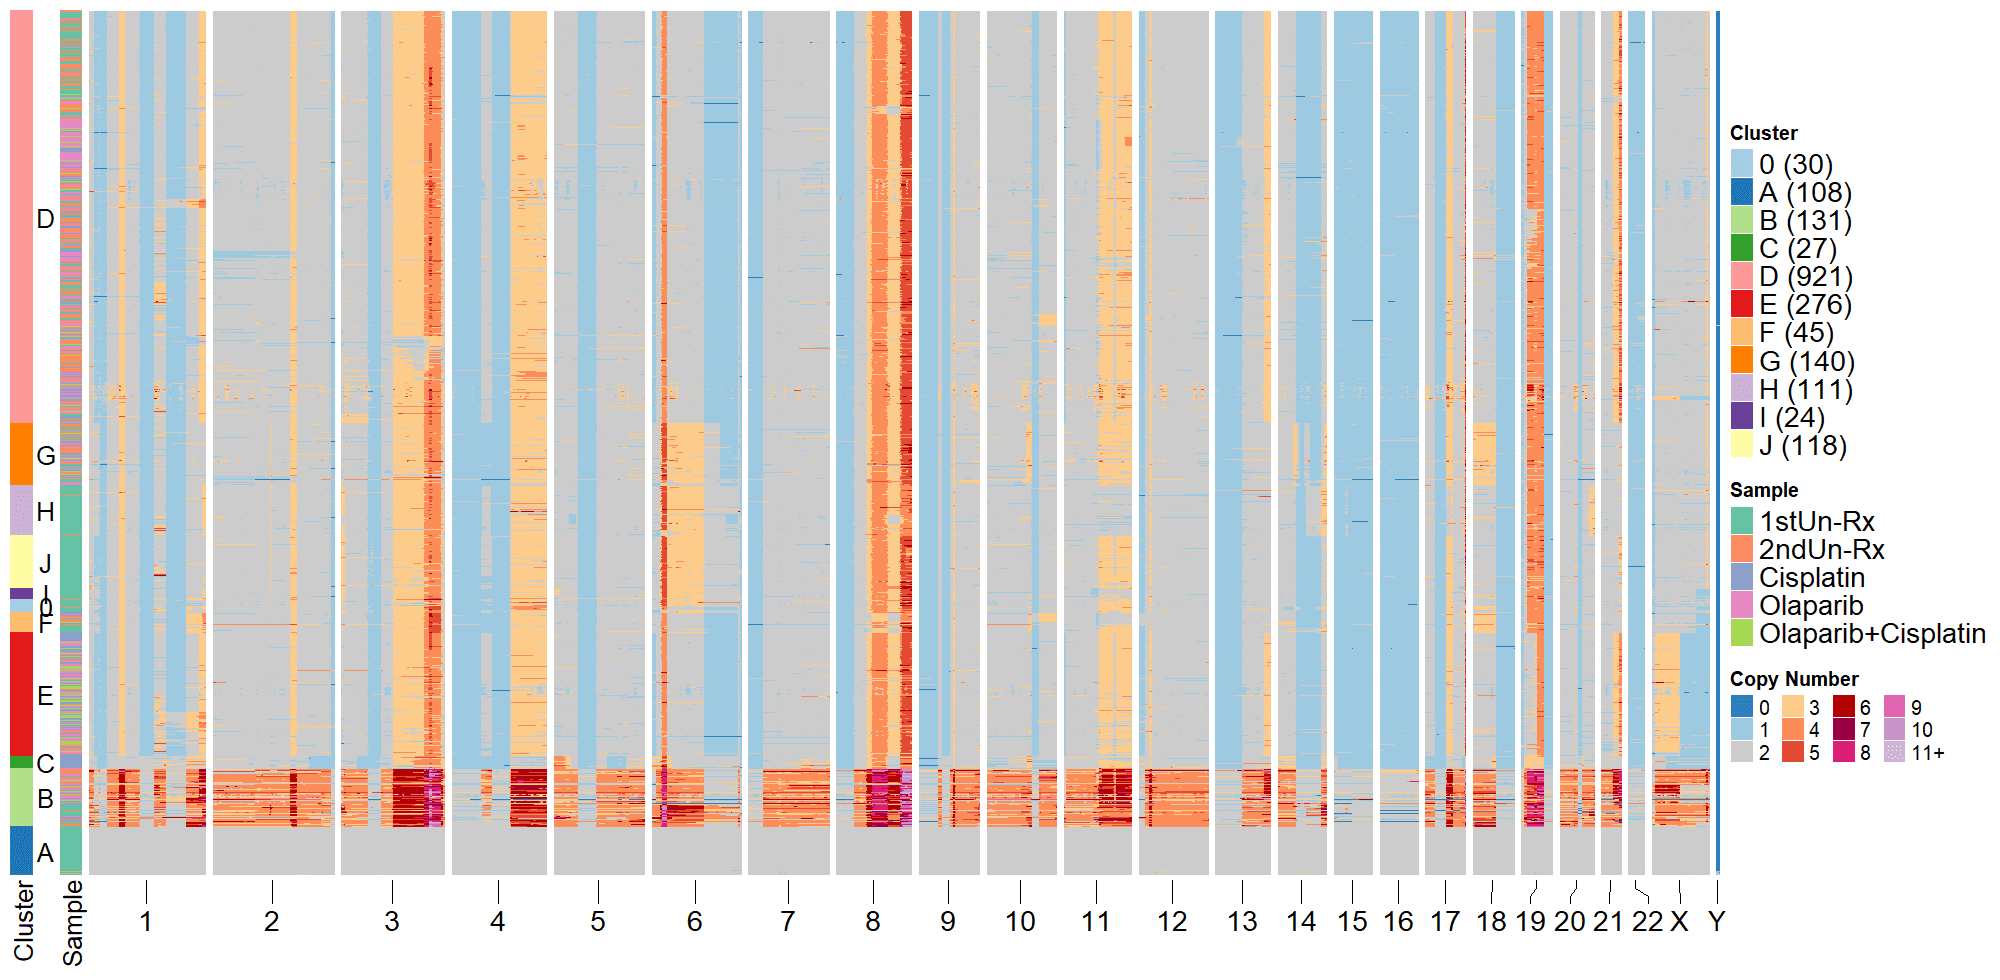 D
G
H
J
I
0
F
E
C
B
A
Cluster
Sample
1 2 3 4 5 6 7 8 9 10 11 12 13 14 15 16 17 18 19 20 21 22 X Y
Cluster
0 (30)
A (108)
B (131)
C (27)
D (921)
E (276)
F (45)
G (140)
H (111)
I (24)
J (118)
Sample
1stUn-Rx
2ndUn-Rx
Cisplatin
Olaparib
Olaparib+Cisplatin
Copy Number
0 3 6 9
1 4 7 10
2 5 8 11+